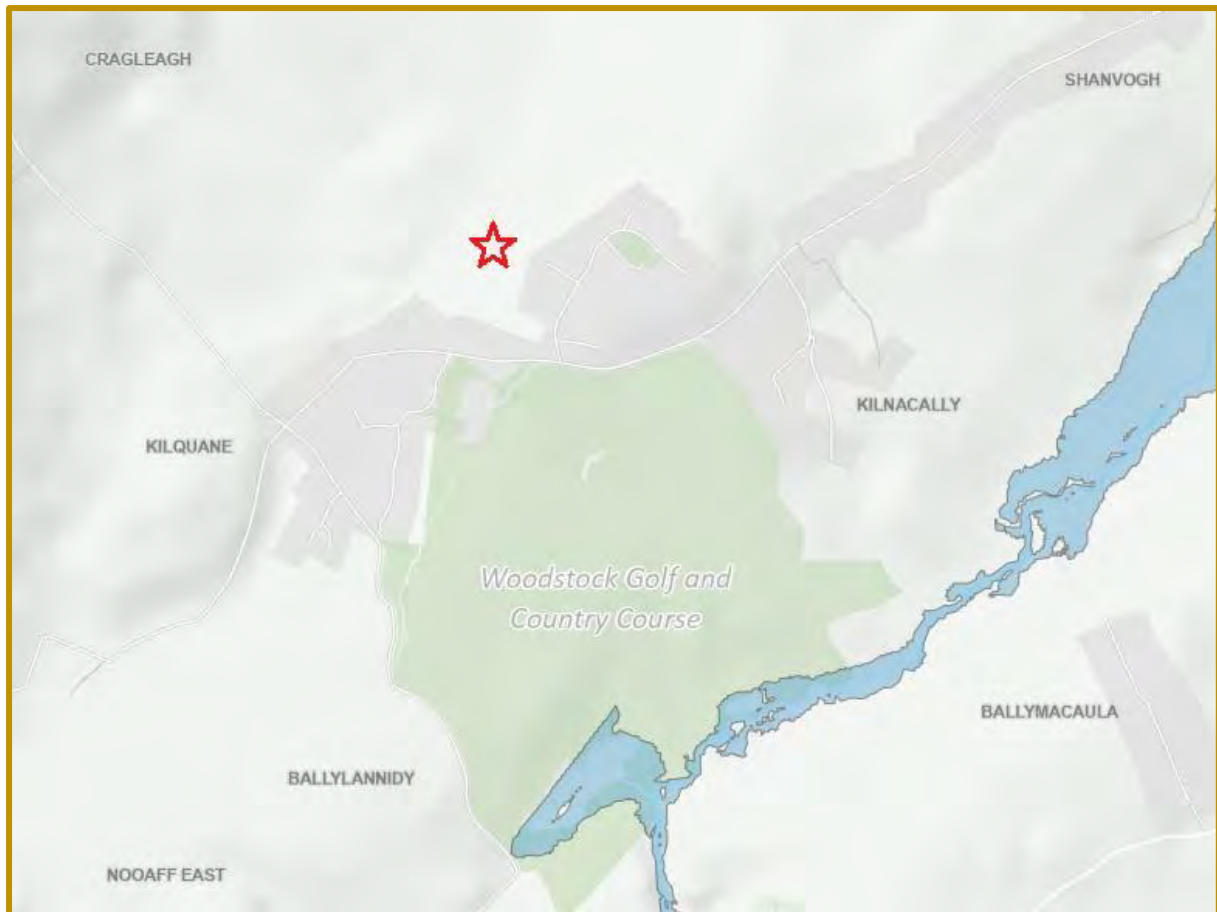 CRAGLEAGH
SHANVOGH
KILNACALLY
KILQUANE
Woodstock Golf and
Country Course
BALLYMACAULA
BALLYLANNIDY
NOOAFF EAST